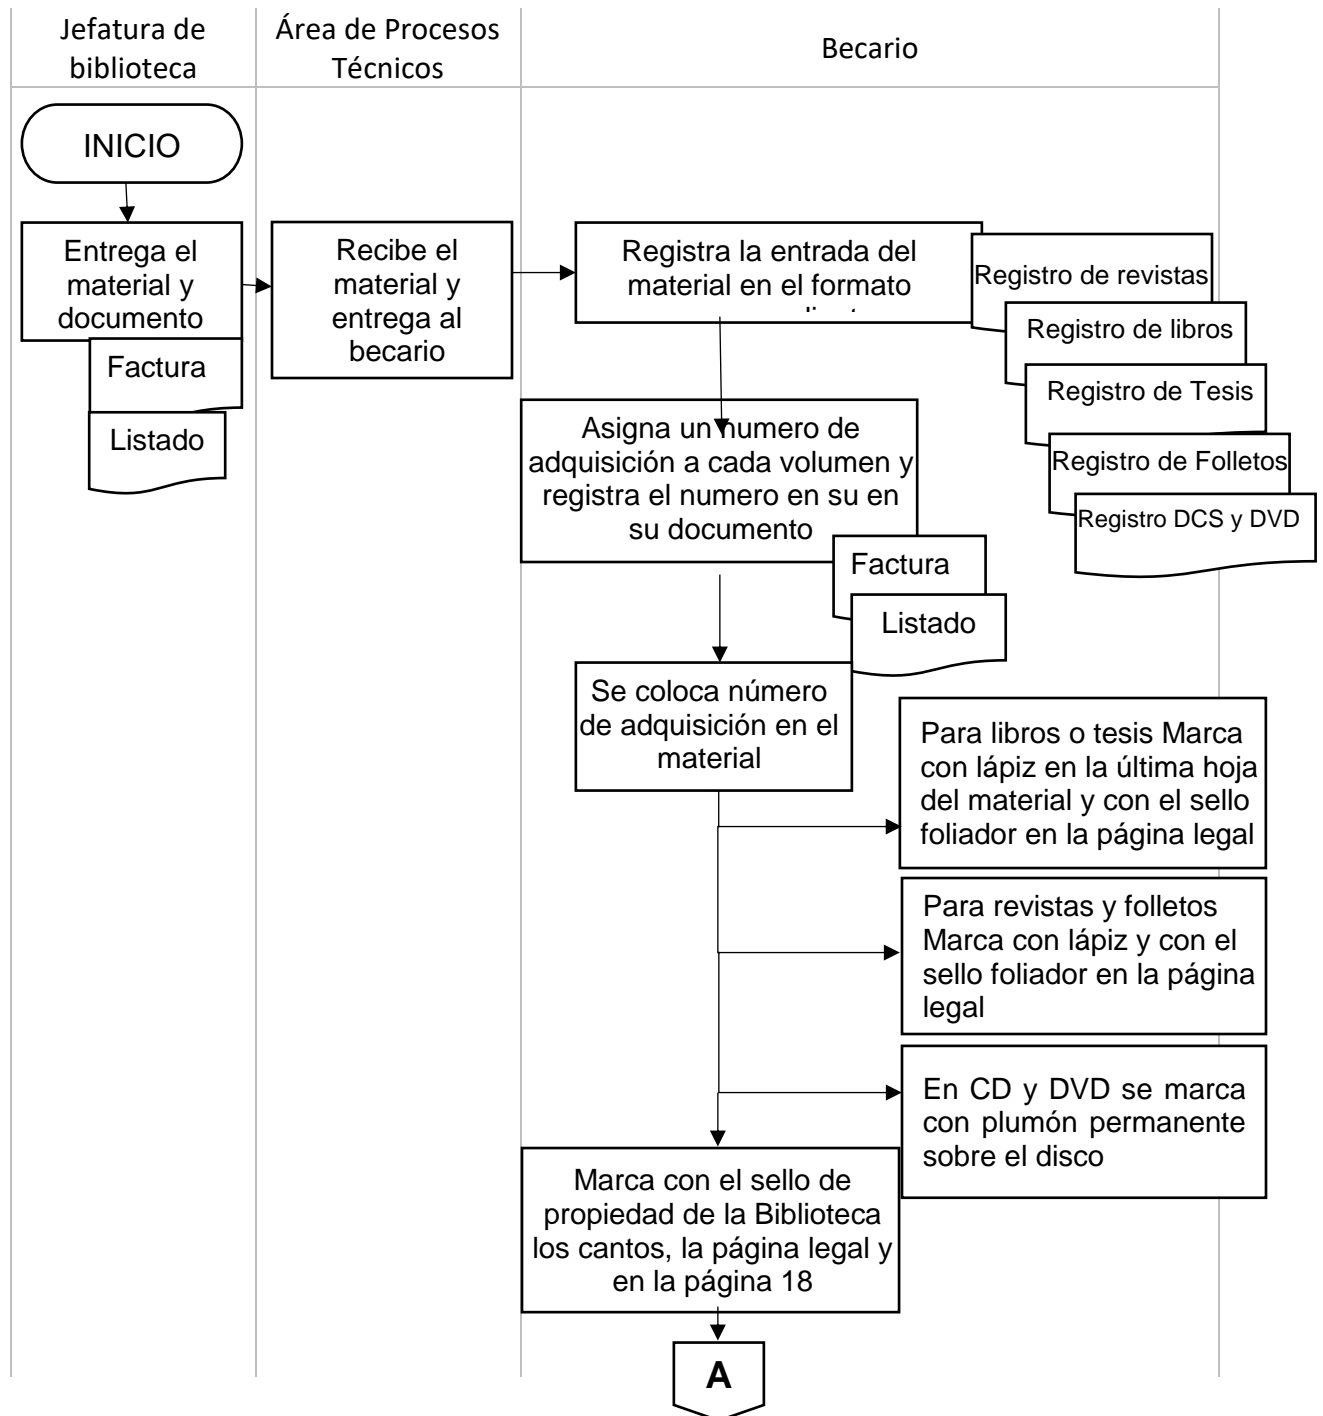 Jefatura de
biblioteca
Área de Procesos
Técnicos
Becario
INICIO
Entrega el
material y
documento
Factura
Listado
Recibe el
material y
entrega al
becario
Registra la entrada del
material en el formato
Registro de revistas
Registro de libros
Registro de Tesis
Registro de Folletos
Registro DCS y DVD
Asigna un numero de
adquisición a cada volumen y
registra el numero en su en
su documento
Factura
Listado
Se coloca número
de adquisición en el
material
Para libros o tesis Marca
con lápiz en la última hoja
del material y con el sello
foliador en la página legal
Para revistas y folletos
Marca con lápiz y con el
sello foliador en la página
legal
En CD y DVD se marca
con plumón permanente
sobre el disco
Marca con el sello de
propiedad de la Biblioteca
los cantos, la página legal y
en la página 18
A